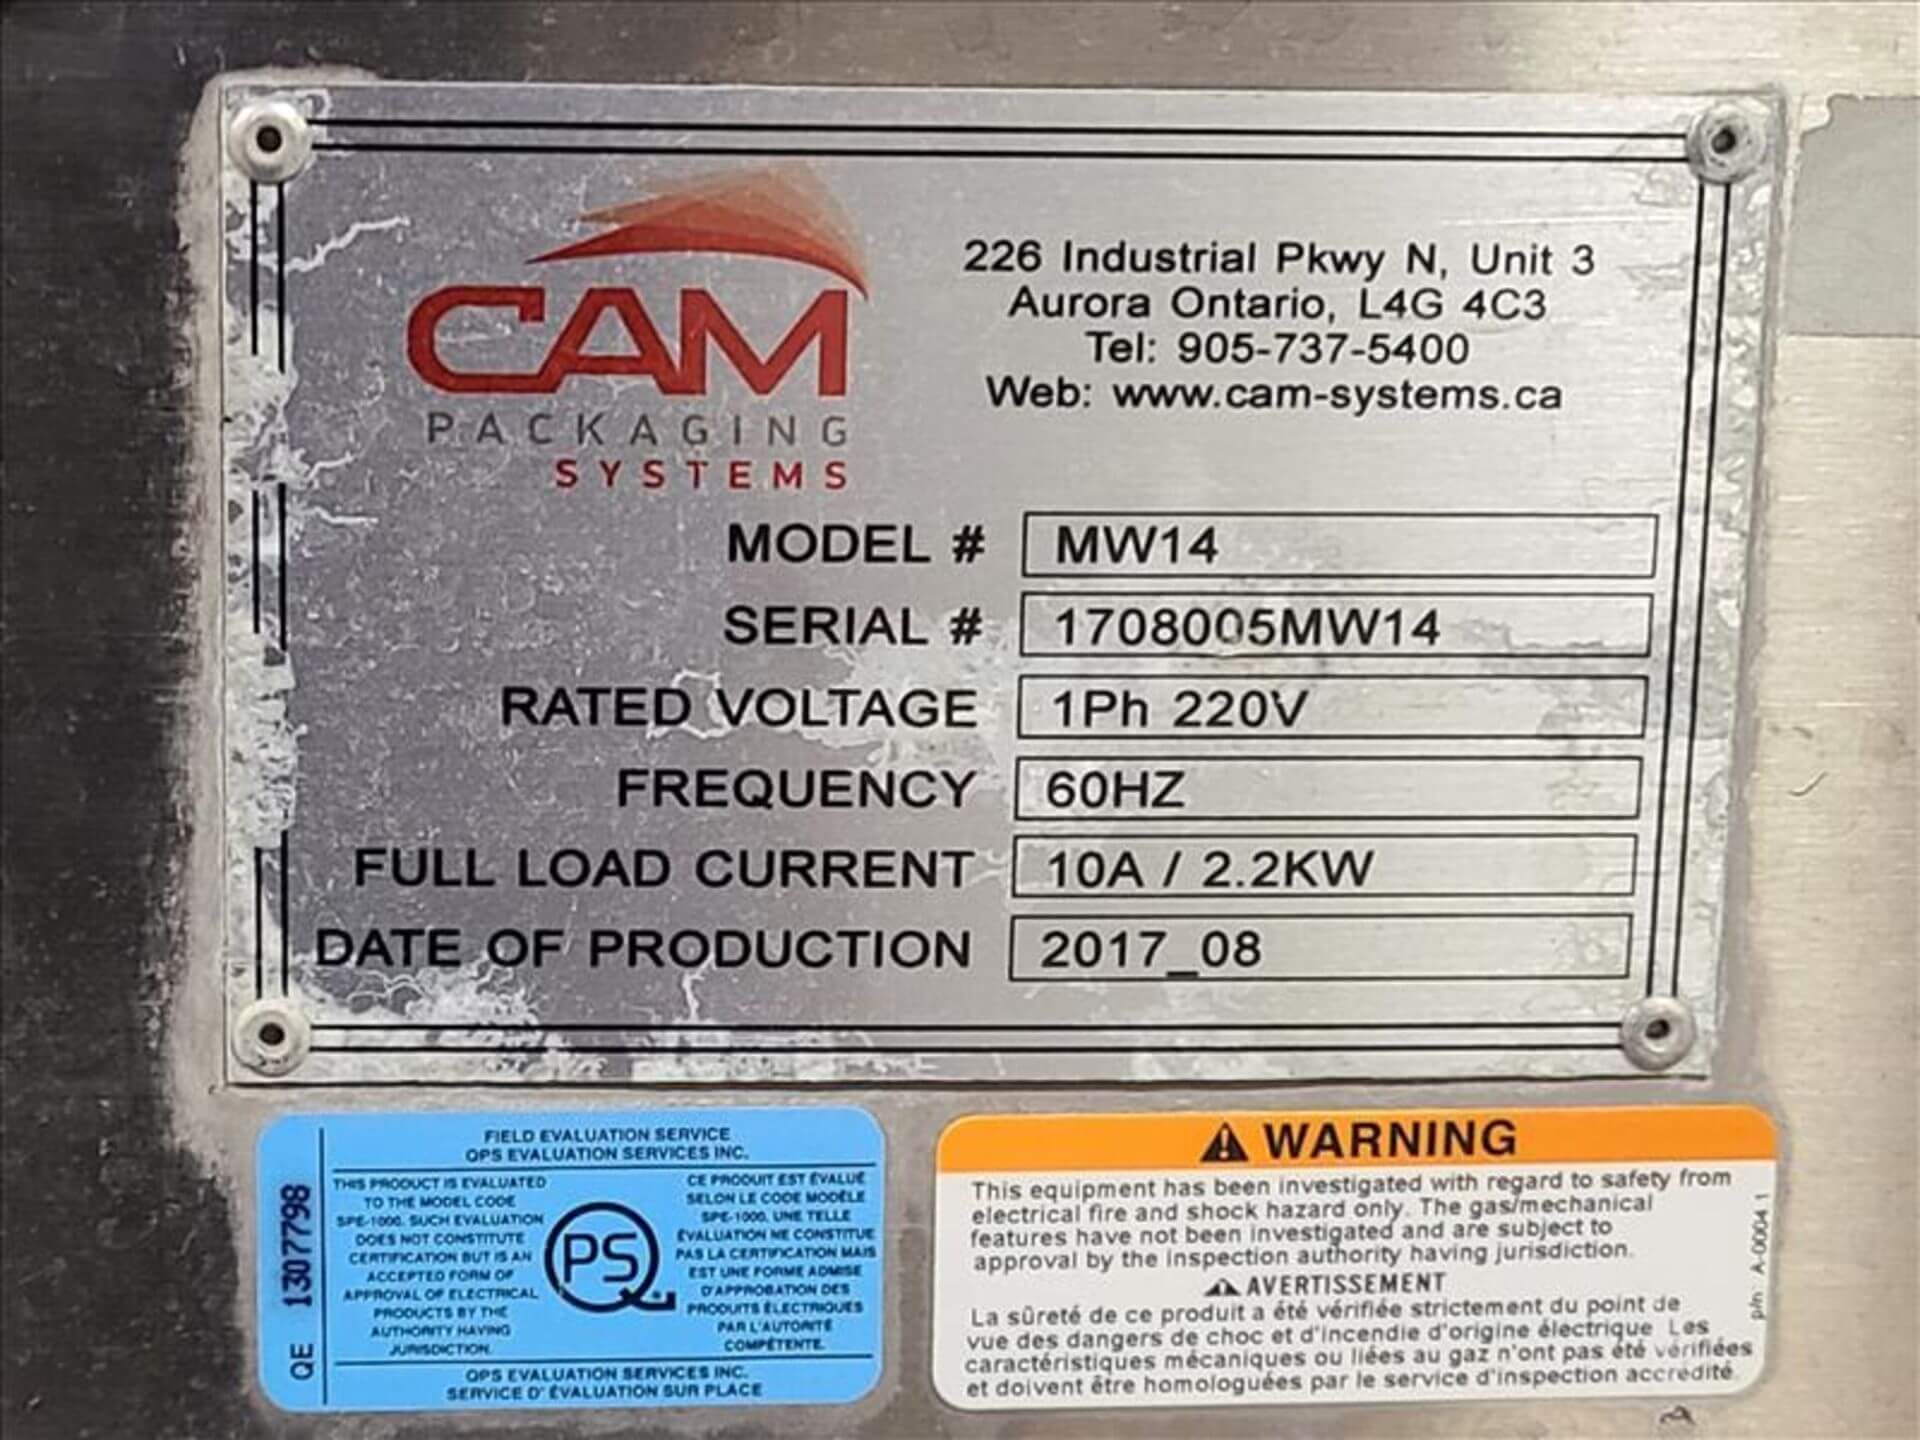 CAM
PACKAGING
SYSTEMS
226 Industrial Pkwy N, Unit 3
Aurora Ontario, L4G 4C3
Tel: 905-737-5400
Web: www.cam-systems.ca
MODEL # MW14
SERIAL # 1708005MW14
RATED VOLTAGE 1Ph 220V
FREQUENCY 60HZ
FULL LOAD CURRENT 10A / 2.2KW
DATE OF PRODUCTION 2017_08
QE 1307798
FIELD EVALUATION SERVICE
QPS EVALUATION SERVICES INC.
THIS PRODUCT IS EVALUATED
TO THE MODEL CODE
SPE-1000. SUCH EVALUATION
DOES NOT CONSTITUTE
CERTIFICATION BUT IS AN
ACCEPTED FORM OF
APPROVAL OF ELECTRICAL
PRODUCTS BY THE
AUTHORITY HAVING
JURISDICTION.
QPS
CE PRODUIT EST ÉVALUÉ
SELON LE CODE MODÈLE
SPE-1000. UNE TELLE
ÉVALUATION NE CONSTITUE
PAS LA CERTIFICATION MAIS
EST UNE FORME ADMISE
D'APPROBATION DES
PRODUITS ÉLECTRIQUES
PAR L'AUTORITÉ
COMPÉTENTE.
QPS EVALUATION SERVICES INC.
SERVICE D' ÉVALUATION SUR PLACE
WARNING
This equipment has been investigated with regard to safety from
electrical fire and shock hazard only. The gas/mechanical
features have not been investigated and are subject to
approval by the inspection authority having jurisdiction.
AVERTISSEMENT
La sûreté de ce produit a été vérifiée strictement du point de
vue des dangers de choc et d'incendie d'origine électrique. Les
caractéristiques mécaniques ou liées au gaz n'ont pas été vérifiées
et doivent être homologuées par le service d'inspection accrédité.
p/n A-0004.1